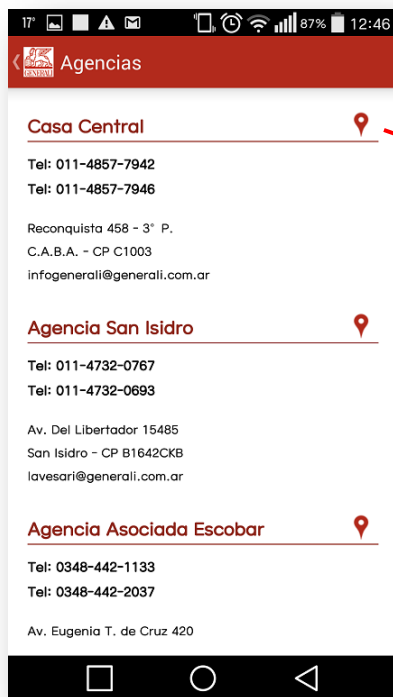 17°
87%
12:46
GENERALI
Agencias
Casa Central
Tel: 011-4857-7942
Tel: 011-4857-7946
Reconquista 458 - 3° P.
C.A.B.A. - CP C1003
infogenerali@generali.com.ar
Agencia San Isidro
Tel: 011-4732-0767
Tel: 011-4732-0693
Av. Del Libertador 15485
San Isidro - CP B1642CKB
lavesari@generali.com.ar
Agencia Asociada Escobar
Tel: 0348-442-1133
Tel: 0348-442-2037
Av. Eugenia T. de Cruz 420